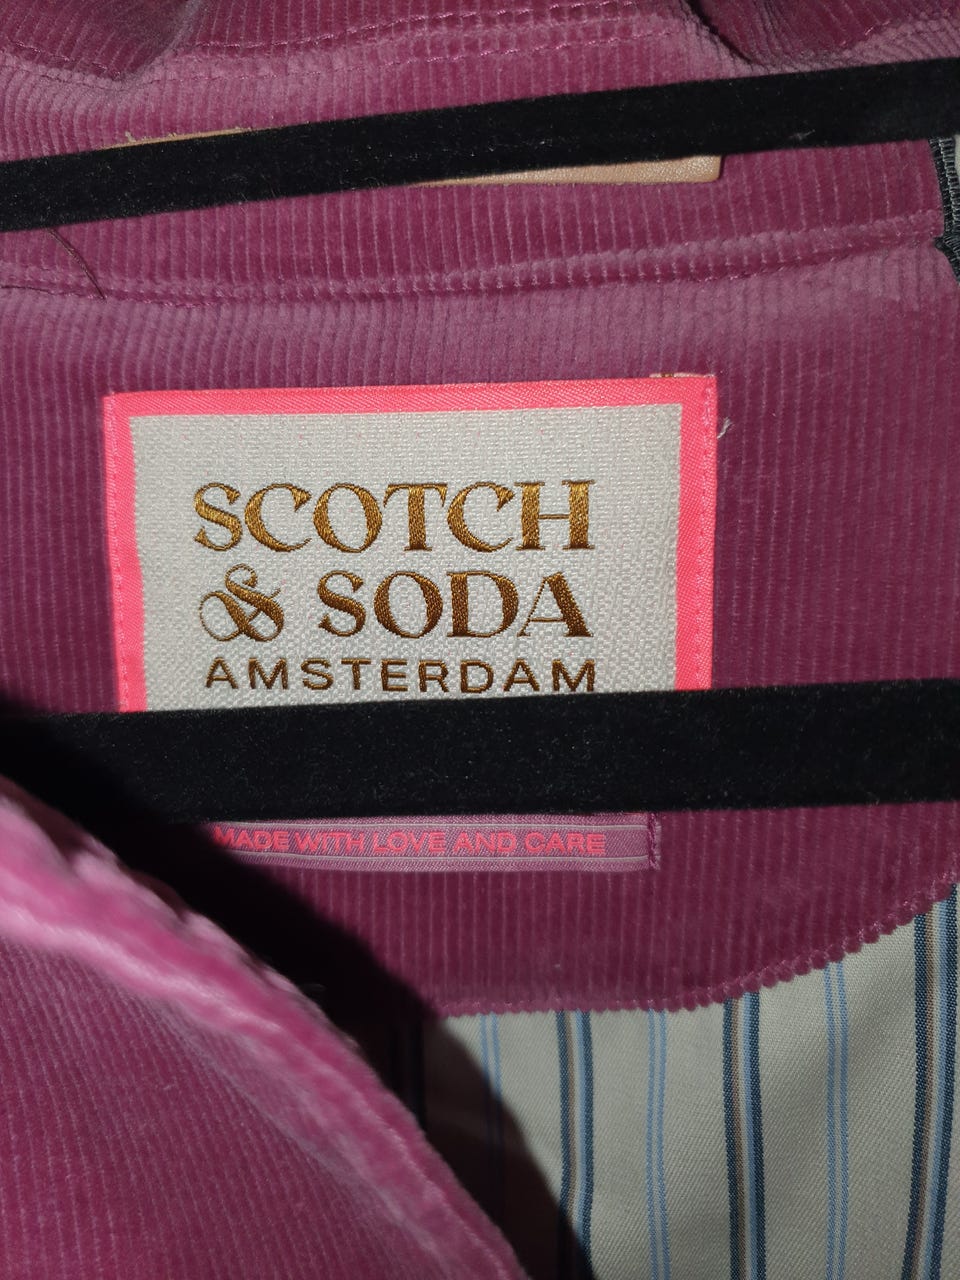 SCOTCH
& SODA
AMSTERDAM
MADE WITH LOVE AND CARE